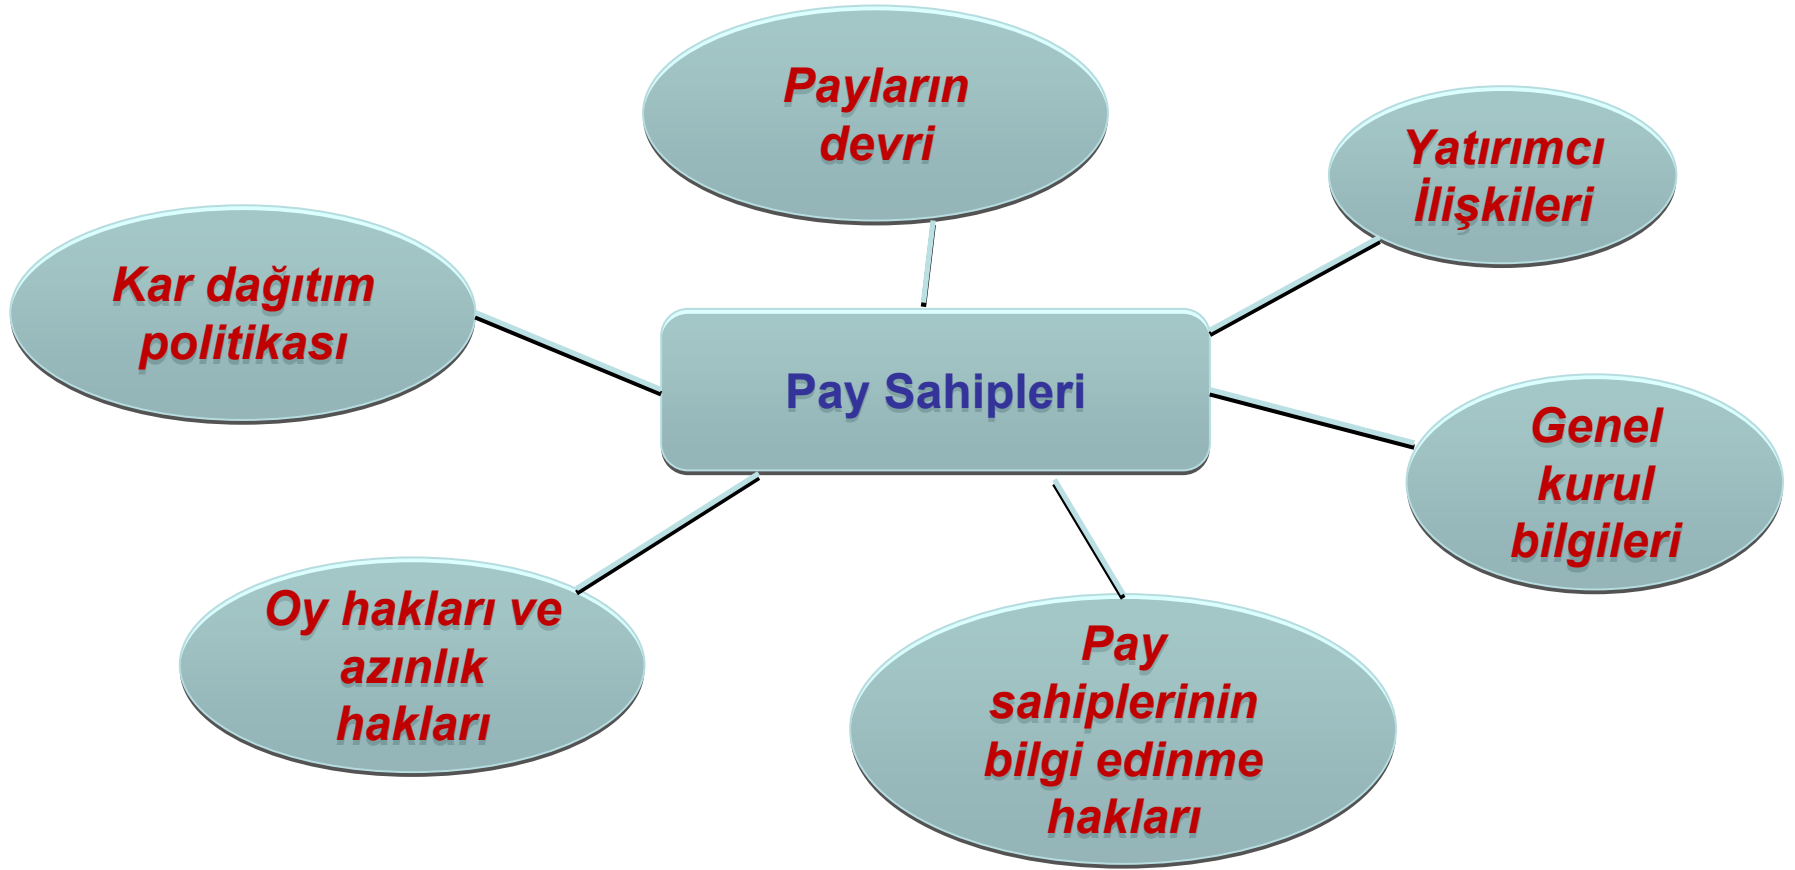 Payların
devri
Yatırımcı
İlişkileri
Kar dağıtım
politikası
Pay Sahipleri
Genel
kurul
bilgileri
Oy hakları ve
azınlık
hakları
Pay
sahiplerinin
bilgi edinme
hakları